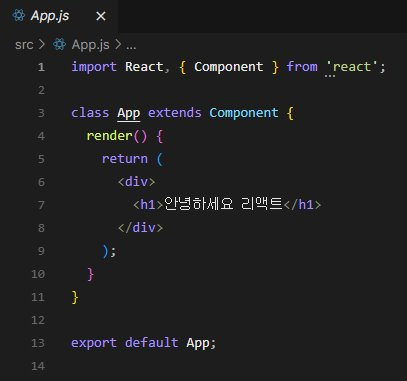 App.js ×
src > App.js > ...
1 import React, { Component } from 'react';
2
3 class App extends Component {
4 render() {
5 return (
6 <div>
7 <h1>안녕하세요 리액트</h1>
8 </div>
9 );
10 }
11 }
12
13 export default App;
14